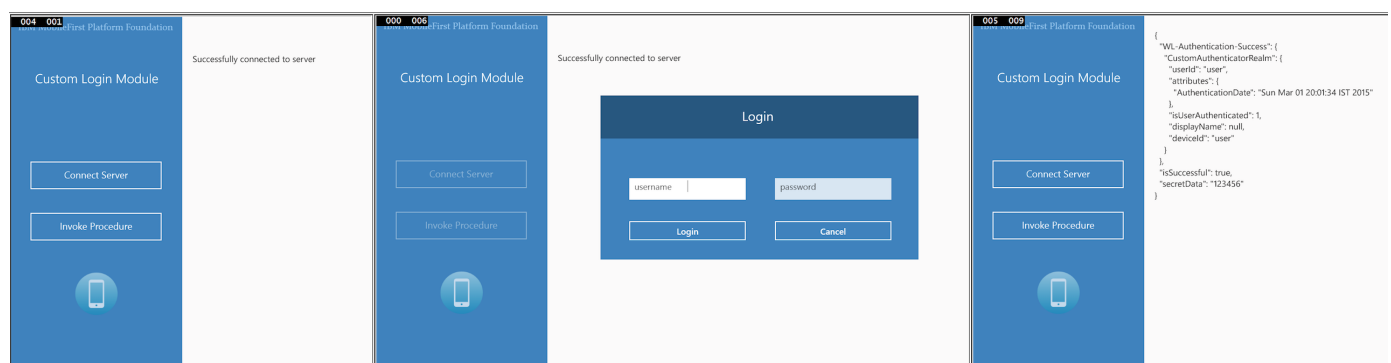 004 001
IBM MobileFirst Platform Foundation
Custom Login Module
Connect Server
Invoke Procedure
Successfully connected to server
000 006
IBM MobileFirst Platform Foundation
Custom Login Module
Connect Server
Invoke Procedure
Successfully connected to server
Login
username
password
Login
Cancel
005 009
IBM MobileFirst Platform Foundation
Custom Login Module
Connect Server
Invoke Procedure
{
"WL-Authentication-Success": {
"CustomAuthenticatorRealm": {
"userId": "user",
"attributes": {
"AuthenticationDate": "Sun Mar 01 20:01:34 IST 2015"
},
"isUserAuthenticated": 1,
"displayName": null,
"deviceId": "user"
}
},
"isSuccessful": true,
"secretData": "123456"
}